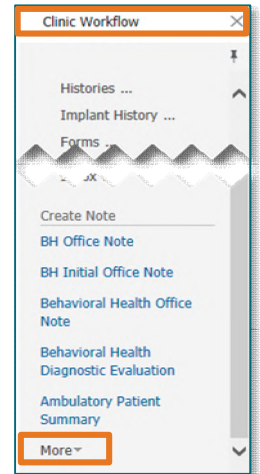 Clinic Workflow
Histories ...
Implant History ...
Forms ...
Create Note
BH Office Note
BH Initial Office Note
Behavioral Health Office
Note
Behavioral Health
Diagnostic Evaluation
Ambulatory Patient
Summary
More